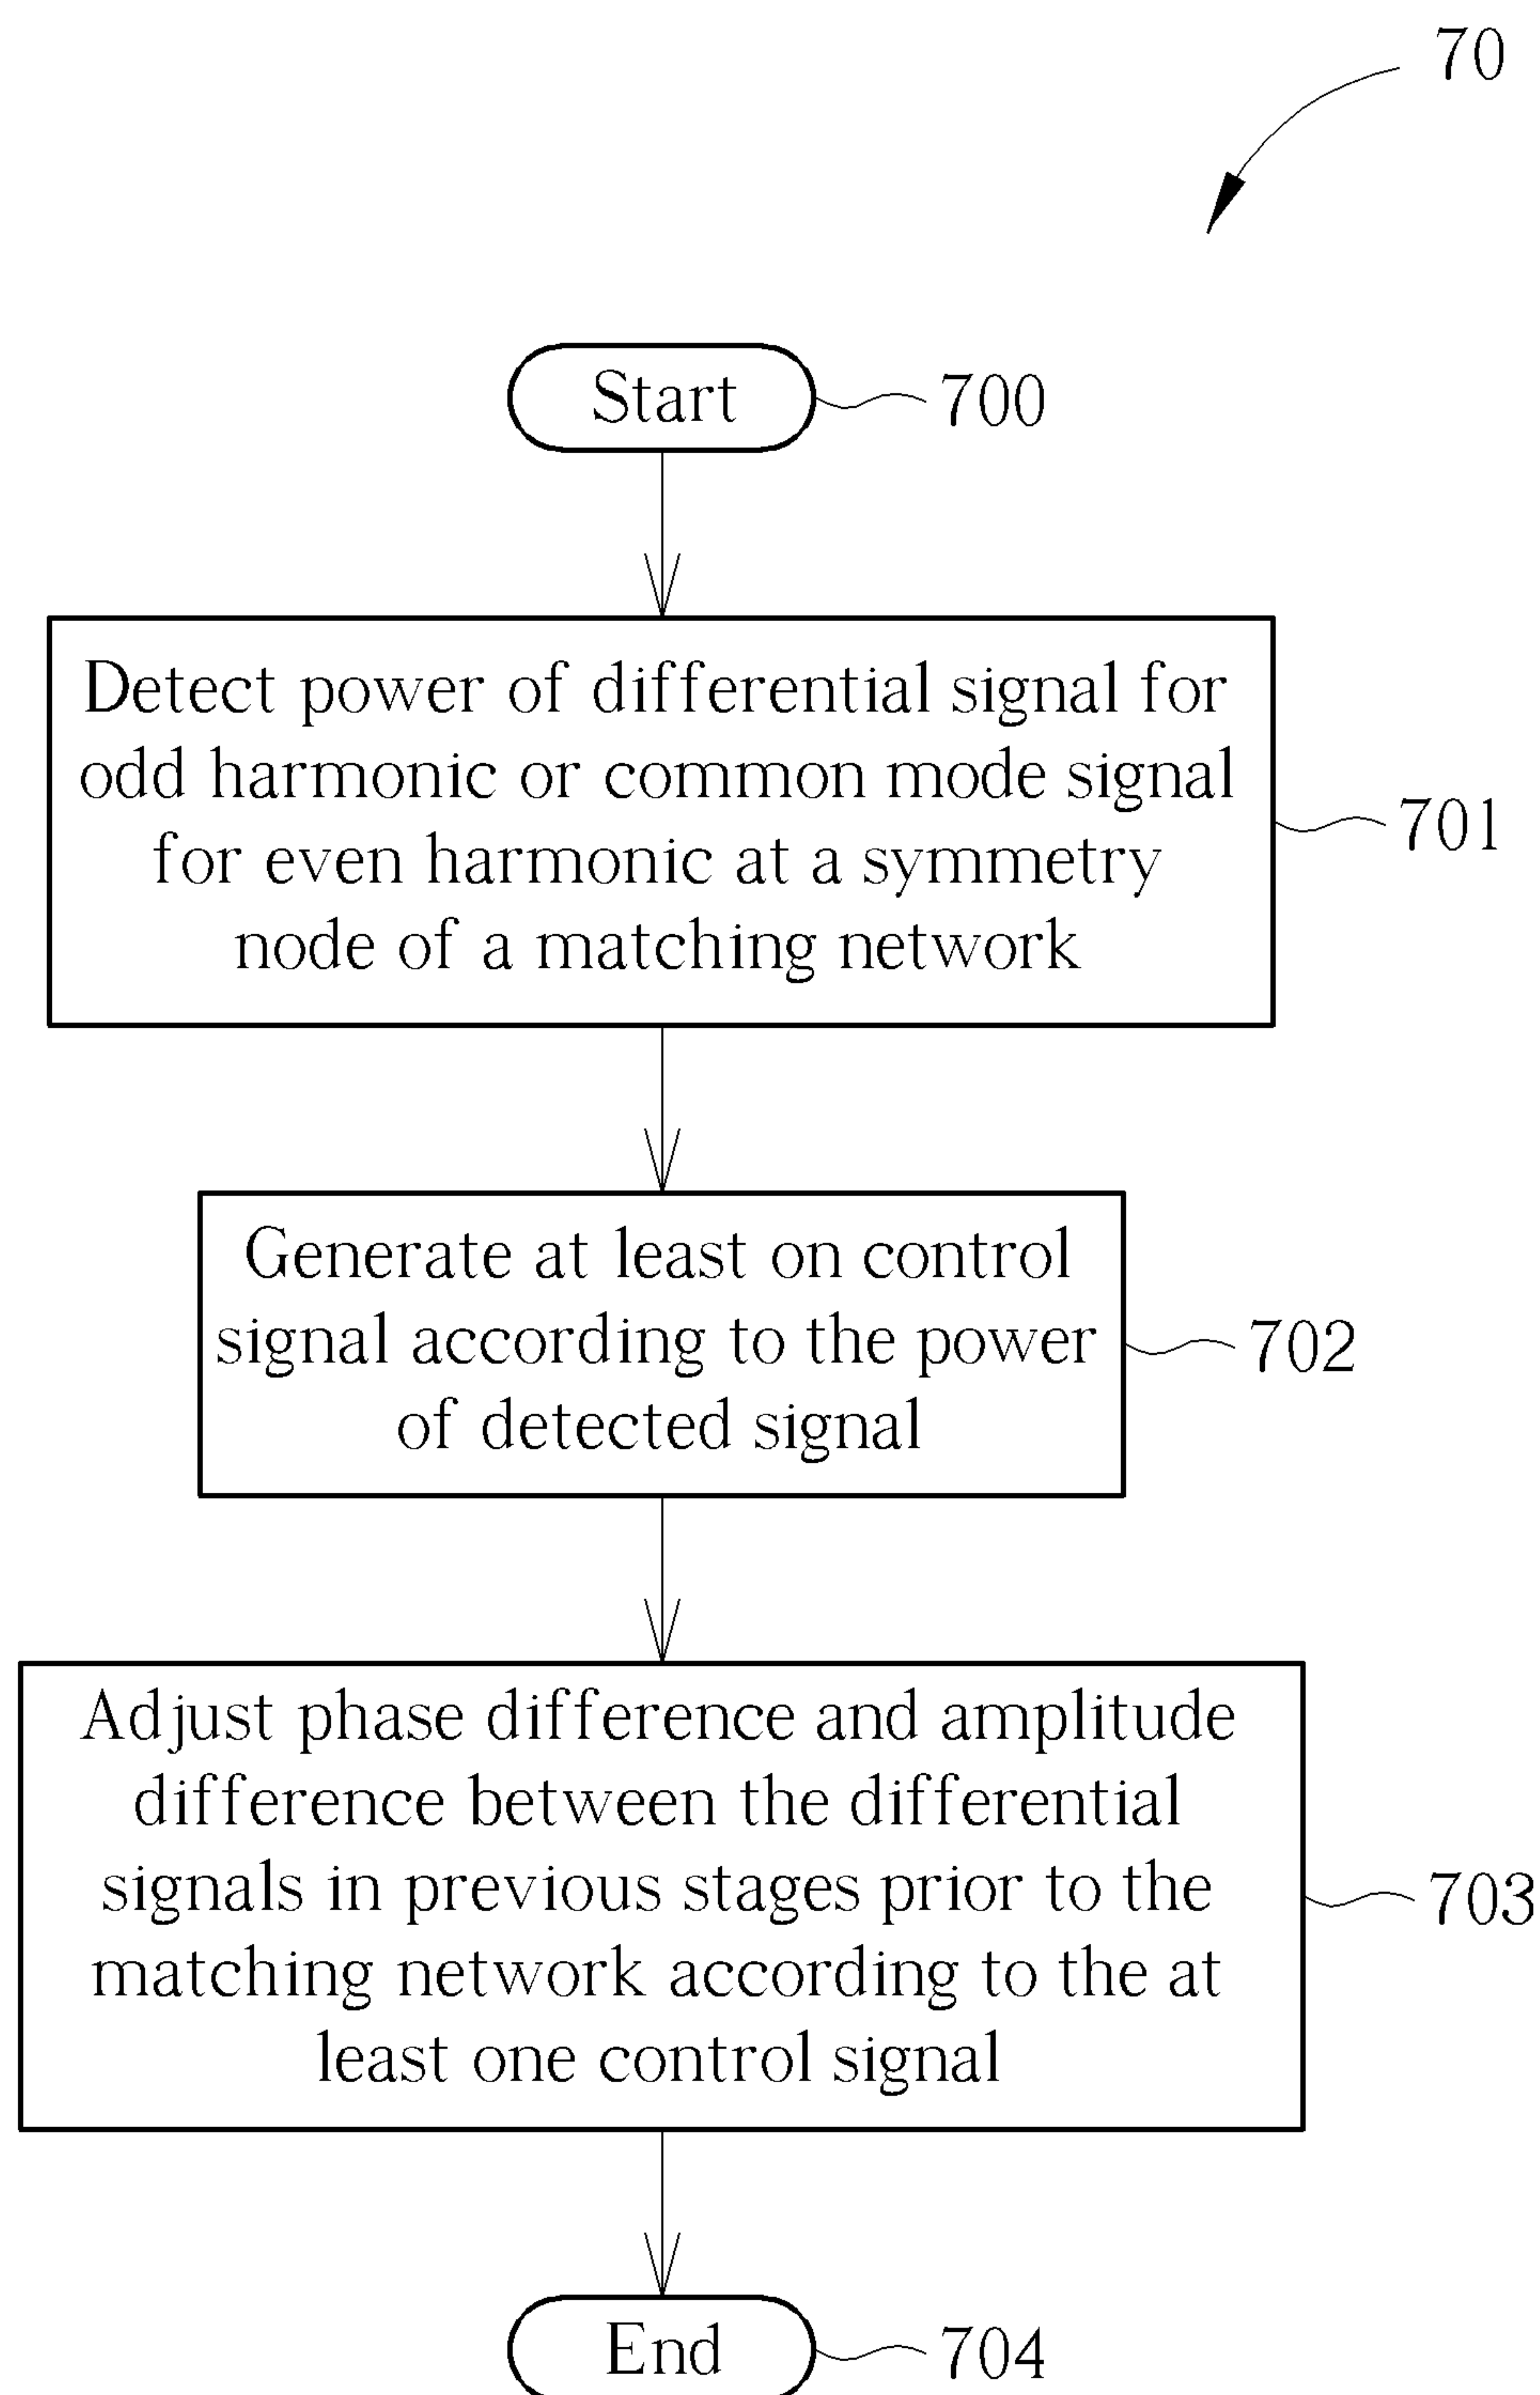 70
Start
700
Detect power of differential signal for
odd harmonic or common mode signal
for even harmonic at a symmetry
node of a matching network
701
Generate at least on control
signal according to the power
of detected signal
702
Adjust phase difference and amplitude
difference between the differential
signals in previous stages prior to the
matching network according to the at
least one control signal
703
End
704